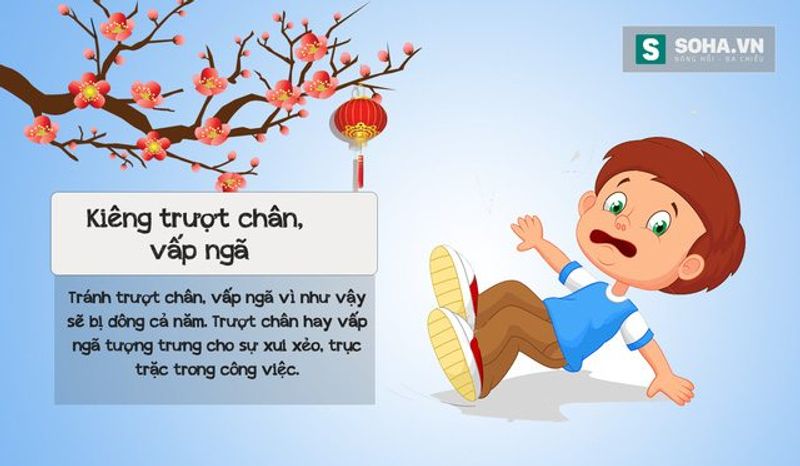 S SOHA.VN
NÓNG HỔI - ĐA CHIỀU
Kiêng trượt chân,
vấp ngã
Tránh trượt chân, vấp ngã vì như vậy
sẽ bị dông cả năm. Trượt chân hay vấp
ngã tượng trưng cho sự xui xẻo, trục
trặc trong công việc.